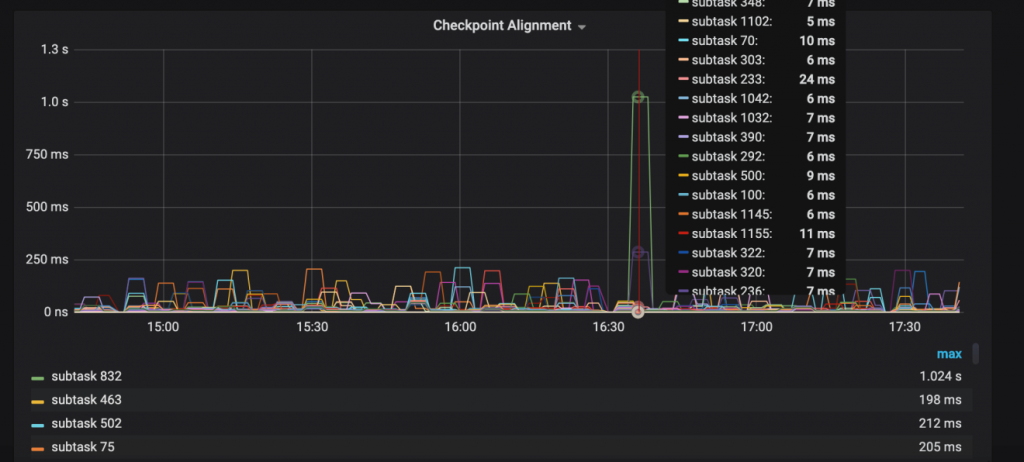 Checkpoint Alignment
1.3 s
1.0 s
750 ms
500 ms
250 ms
0 ns
15:00
15:30
16:00
16:30
17:00
17:30
subtask 348: 7 ms
subtask 1102: 5 ms
subtask 70: 10 ms
subtask 303: 6 ms
subtask 233: 24 ms
subtask 1042: 6 ms
subtask 1032: 7 ms
subtask 390: 7 ms
subtask 292: 6 ms
subtask 500: 9 ms
subtask 100: 6 ms
subtask 1145: 6 ms
subtask 1155: 11 ms
subtask 322: 7 ms
subtask 320: 7 ms
subtask 236: 7 ms
max
subtask 832 1.024 s
subtask 463 198 ms
subtask 502 212 ms
subtask 75 205 ms